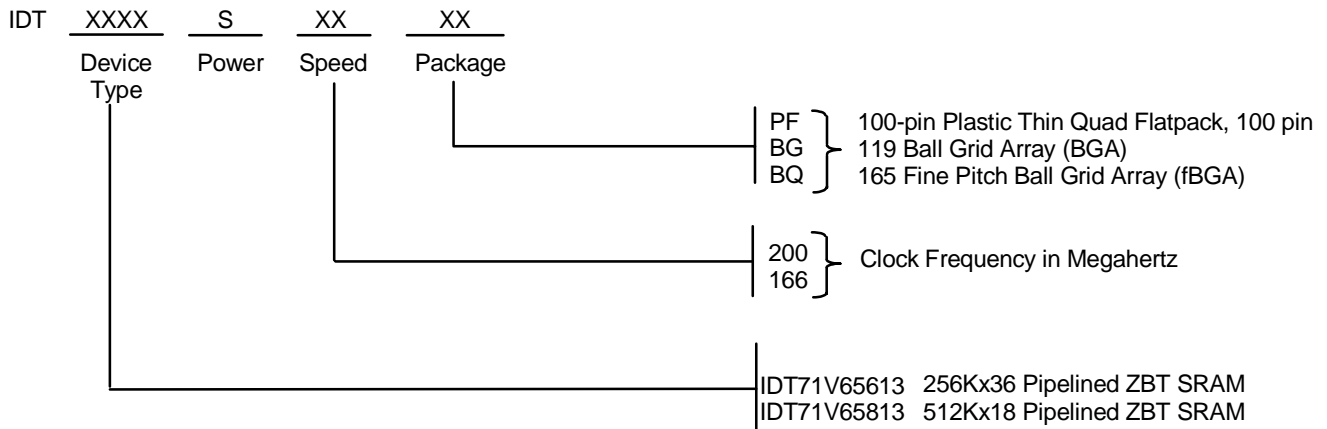 IDT XXXX S XX XX
Device Type Power Speed Package
PF 100-pin Plastic Thin Quad Flatpack, 100 pin
BG 119 Ball Grid Array (BGA)
BQ 165 Fine Pitch Ball Grid Array (fBGA)
200
166
Clock Frequency in Megahertz
IDT71V65613 256Kx36 Pipelined ZBT SRAM
IDT71V65813 512Kx18 Pipelined ZBT SRAM